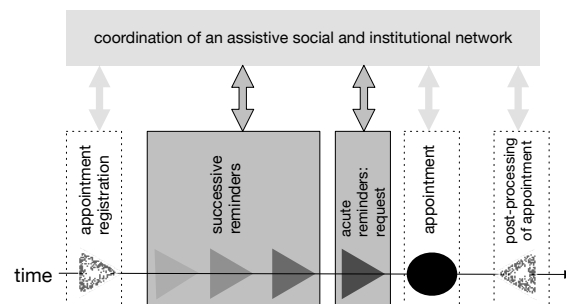 coordination of an assistive social and institutional network
appointment
registration
successive
reminders
acute
reminders:
request
appointment
post-processing
of appointment
time